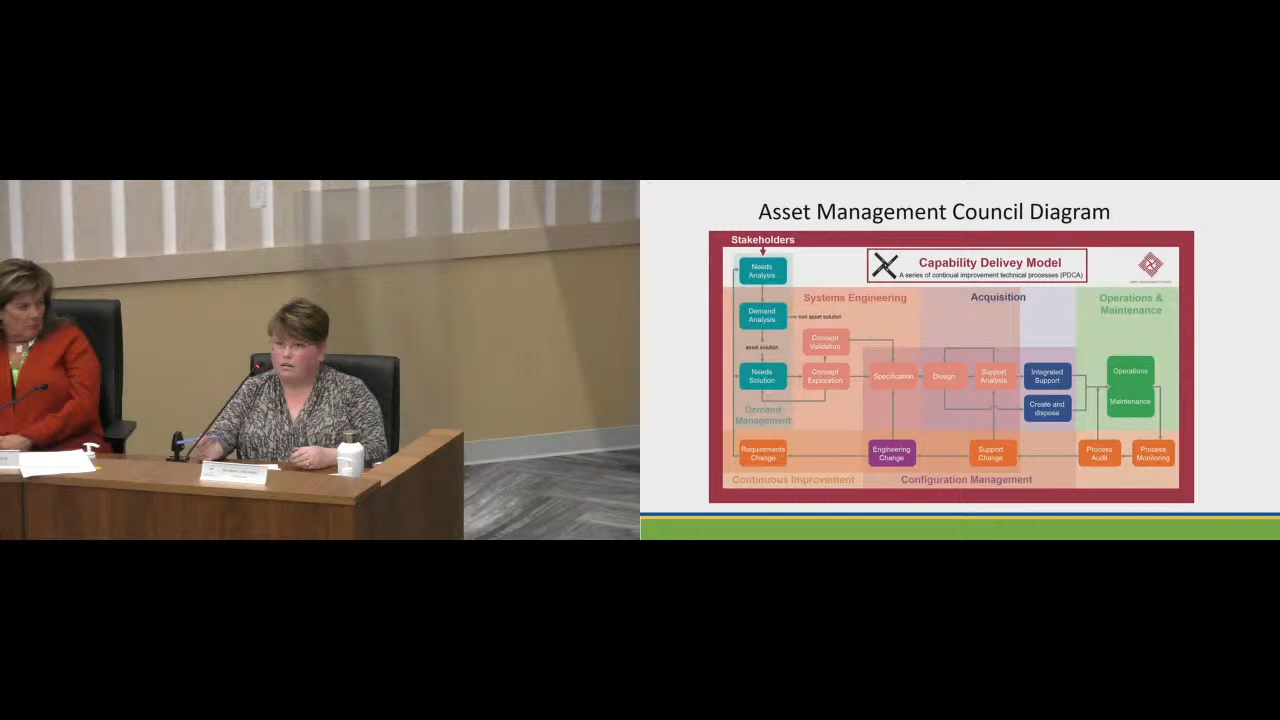 Asset Management Council Diagram
Stakeholders
Capability Delivey Model
A series of continual improvement technical processes (PDCA)
Needs
Analysis
Systems Engineering
Acquisition
Operations &
Maintenance
Demand
Analysis
non asset solution
asset solution
Concept
Validation
Needs
Solution
Concept
Exploration
Specification
Design
Support
Analysis
Integrated
Support
Operations
Maintenance
Create and
dispose
Demand
Management
Requirements
Change
Engineering
Change
Support
Change
Process
Audit
Process
Monitoring
Continuous Improvement
Configuration Management